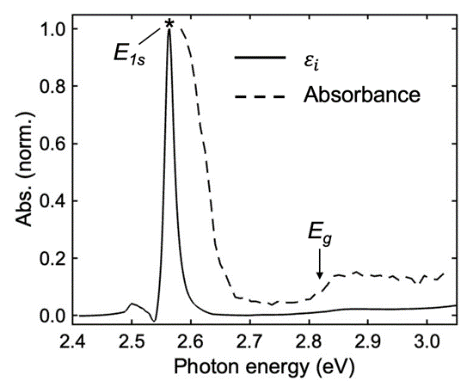 *
E1s
εi
Absorbance
Eg
1.0
0.8
0.6
0.4
0.2
0.0
Abs. (norm.)
2.4 2.5 2.6 2.7 2.8 2.9 3.0
Photon energy (eV)